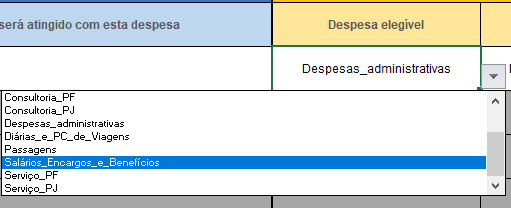 será atingido com esta despesa
Despesa elegível
Despesas_administrativas
Consultoria_PF
Consultoria_PJ
Despesas_administrativas
Diárias_e_PC_de_Viagens
Passagens
Salários_Encargos_e_Benefícios
Serviço_PF
Serviço_PJ